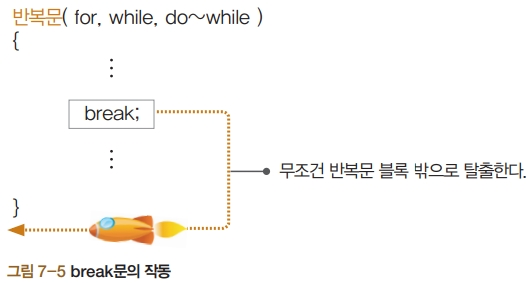 반복문( for, while, do~while )
{
⋮
break;
⋮
무조건 반복문 블록 밖으로 탈출한다.
}
그림 7-5 break문의 작동